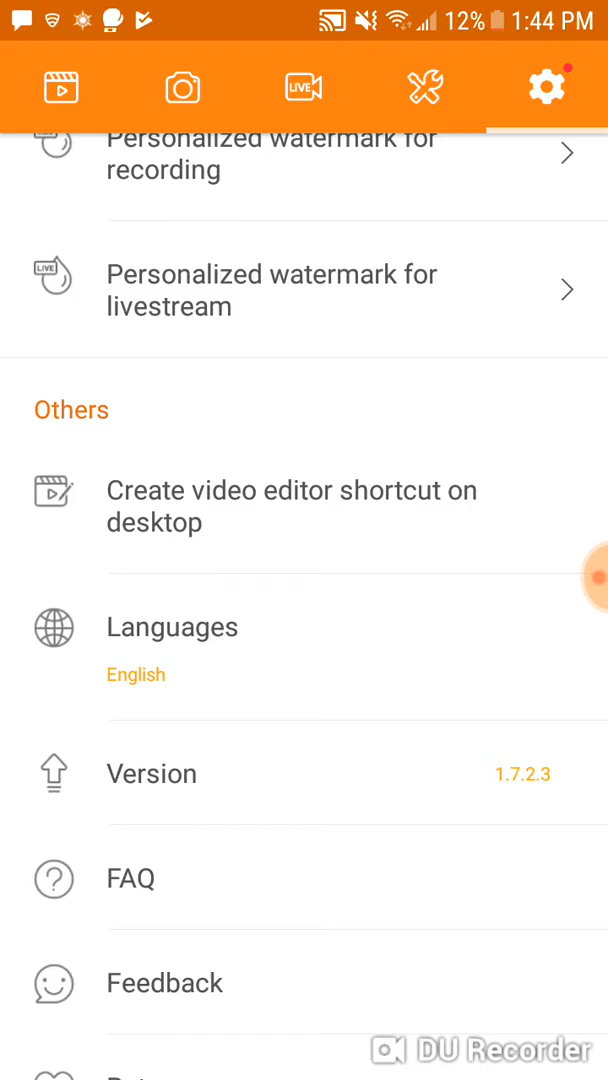 12% 1:44 PM
LIVE
Personalized watermark for
recording
LIVE
Personalized watermark for
livestream
Others
Create video editor shortcut on
desktop
Languages
English
Version 1.7.2.3
FAQ
Feedback
DU Recorder